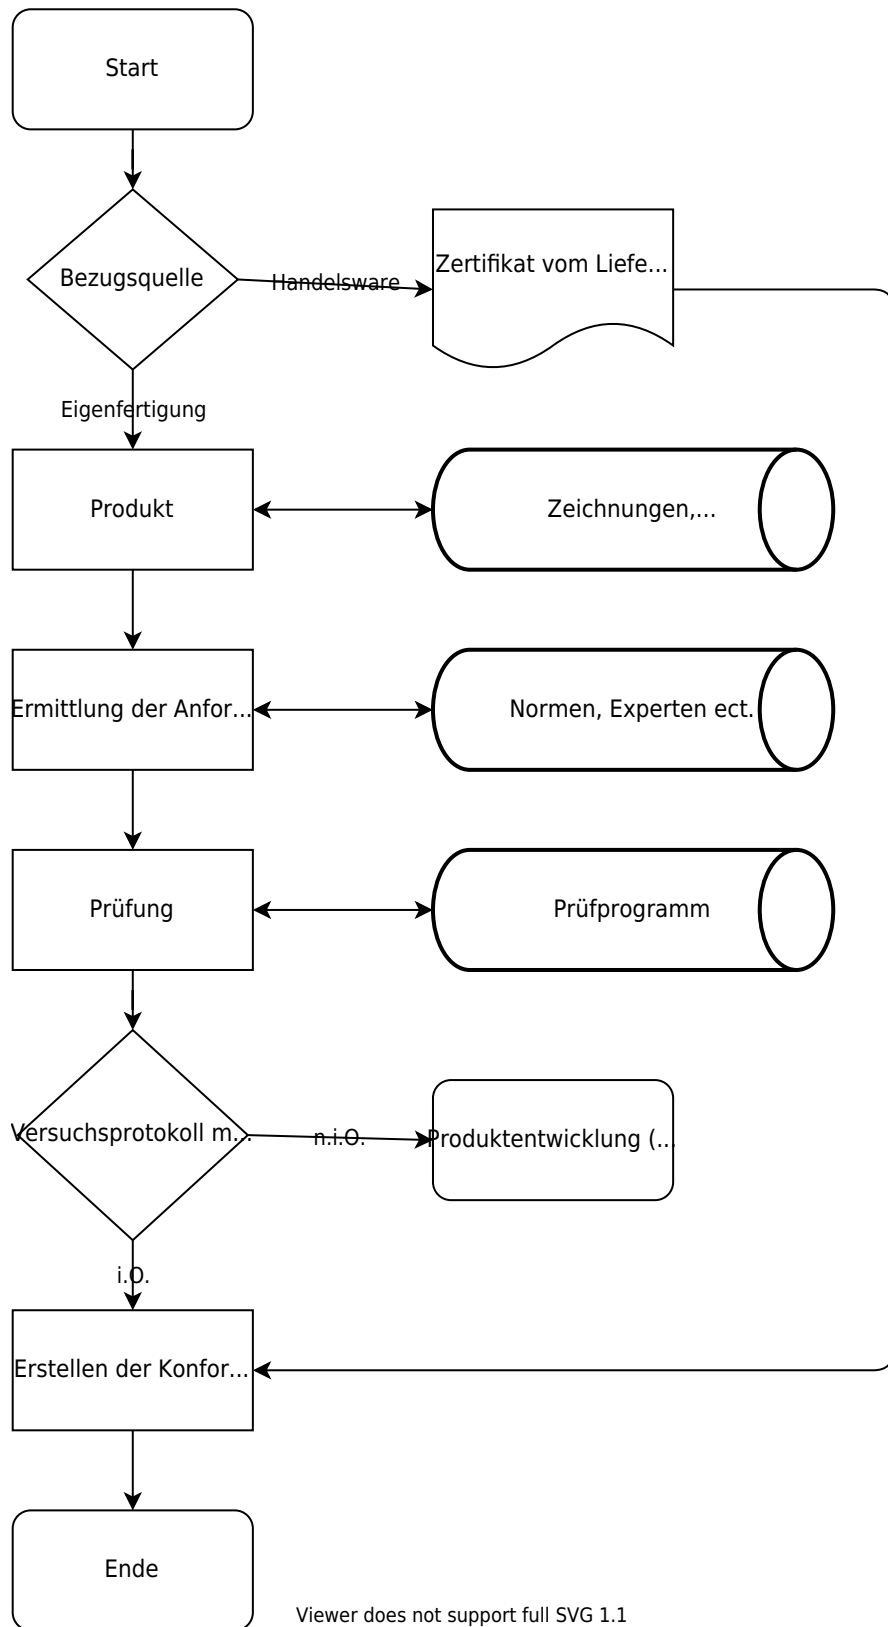 Start
Bezugsquelle
Handelsware
Zertifikat vom Liefe...
Eigenfertigung
Produkt
Zeichnungen,...
Ermittlung der Anfor...
Normen, Experten ect.
Prüfung
Prüfprogramm
Versuchsprotokoll m...
n.i.O.
Produktentwicklung (...
i.O.
Erstellen der Konfor...
Ende
Viewer does not support full SVG 1.1